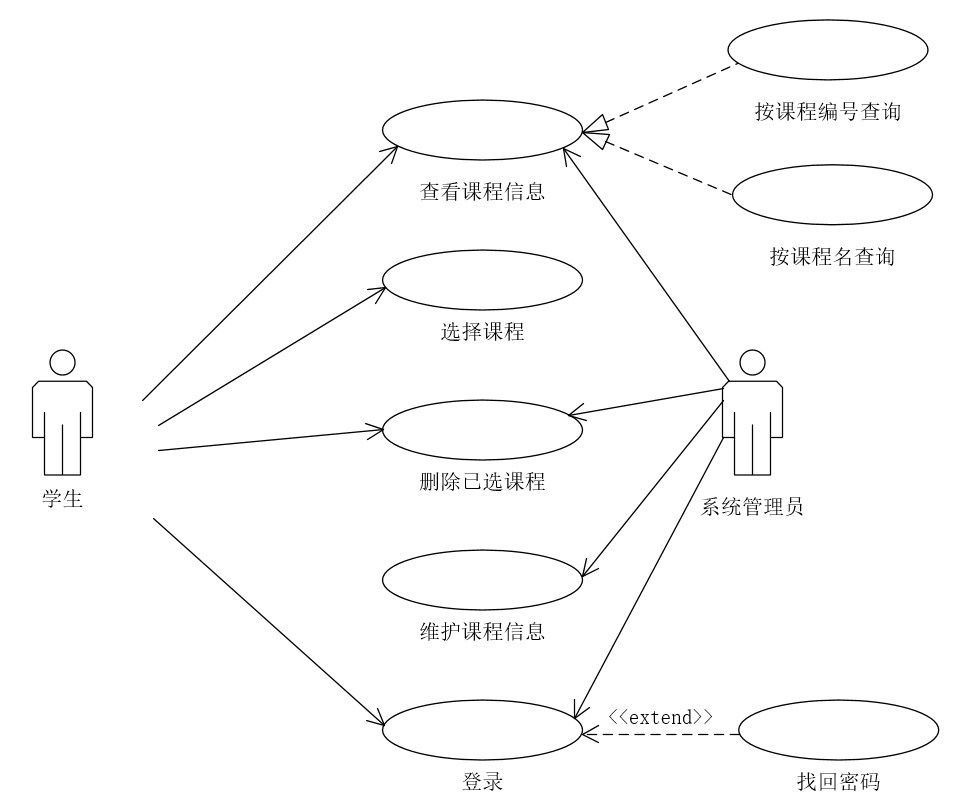 按课程编号查询
查看课程信息
按课程名查询
选择课程
学生
删除已选课程
系统管理员
维护课程信息
<<extend>>
登录
找回密码